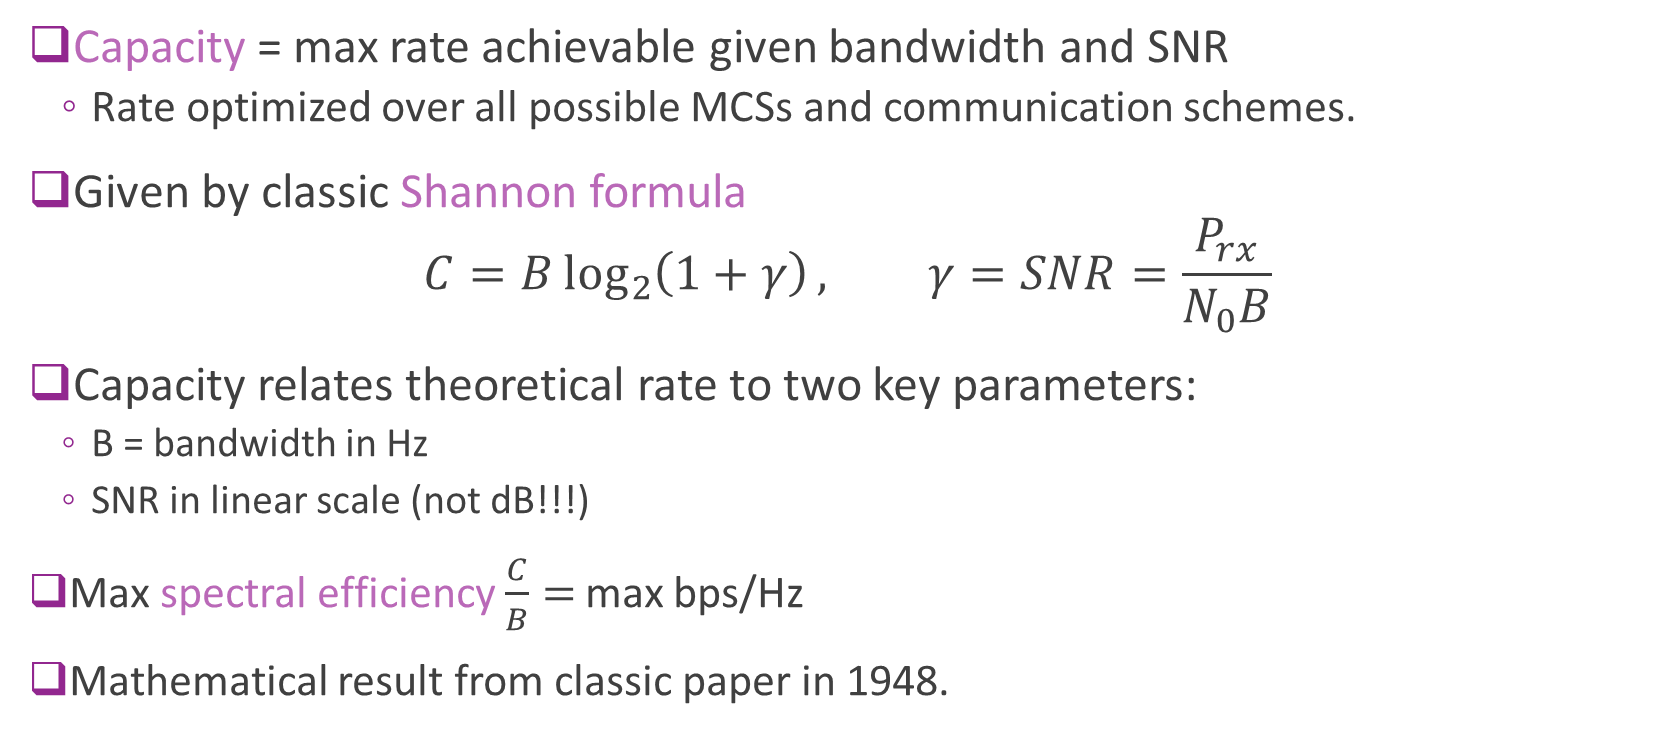 ❑Capacity = max rate achievable given bandwidth and SNR
◦ Rate optimized over all possible MCSs and communication schemes.
❑Given by classic Shannon formula
C = B log₂(1 + γ), γ = SNR = P_rx / N₀B
❑Capacity relates theoretical rate to two key parameters:
◦ B = bandwidth in Hz
◦ SNR in linear scale (not dB!!!)
❑Max spectral efficiency C/B = max bps/Hz
❑Mathematical result from classic paper in 1948.